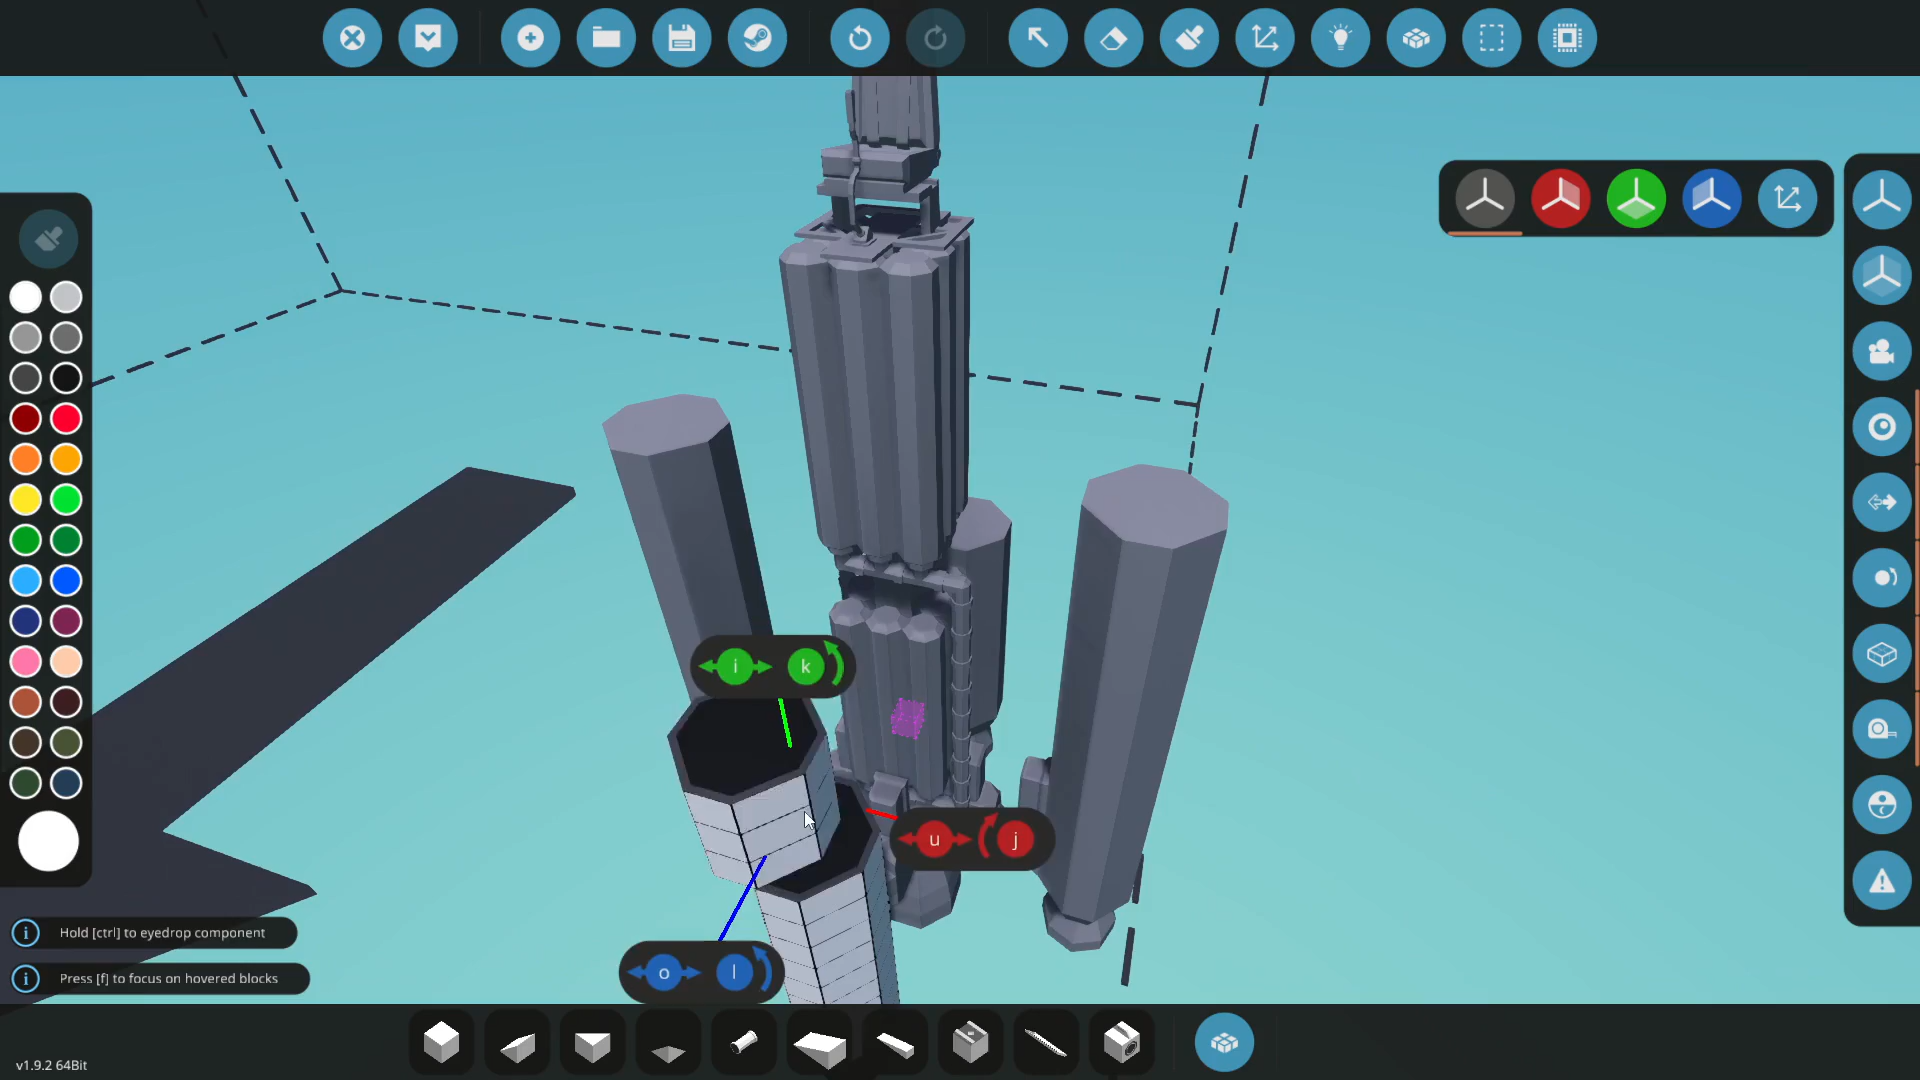 i k
u j
o l
Hold [ctrl] to eyedrop component
Press [f] to focus on hovered blocks
v1.9.2 64Bit